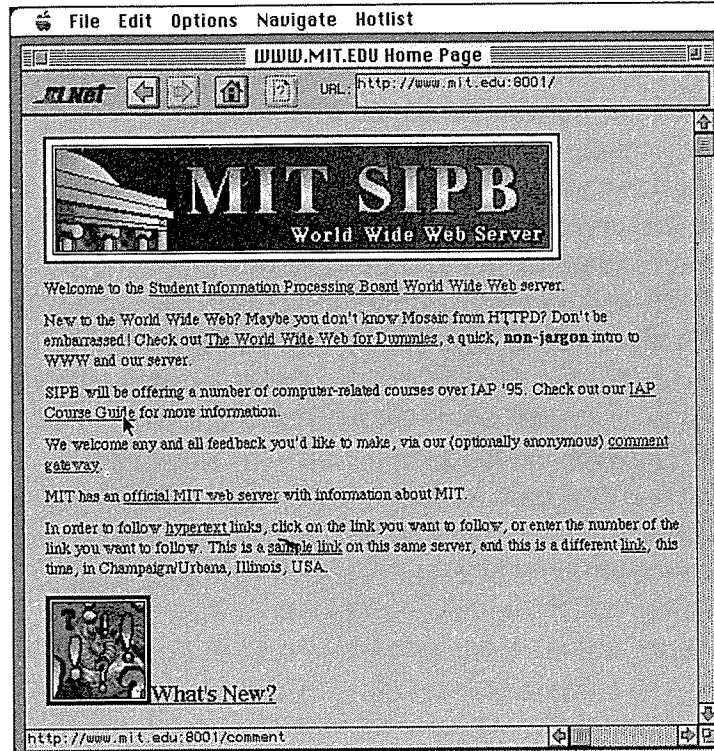 File Edit Options Navigate Hotlist
WWW.MIT.EDU Home Page
URL: http://www.mit.edu:8001/
MIT SIPB
World Wide Web Server
Welcome to the Student Information Processing Board World Wide Web server.
New to the World Wide Web? Maybe you don't know Mosaic from HTTPD? Don't be
embarrassed! Check out The World Wide Web for Dummies, a quick, non-jargon intro to
WWW and our server.
SIPB will be offering a number of computer-related courses over IAP '95. Check out our IAP
Course Guide for more information.
We welcome any and all feedback you'd like to make, via our (optionally anonymous) comment
gateway.
MIT has an official MIT web server with information about MIT.
In order to follow hypertext links, click on the link you want to follow, or enter the number of the
link you want to follow. This is a sample link on this same server, and this is a different link, this
time, in Champaign/Urbana, Illinois, USA.
What's New?
http://www.mit.edu:8001/comment